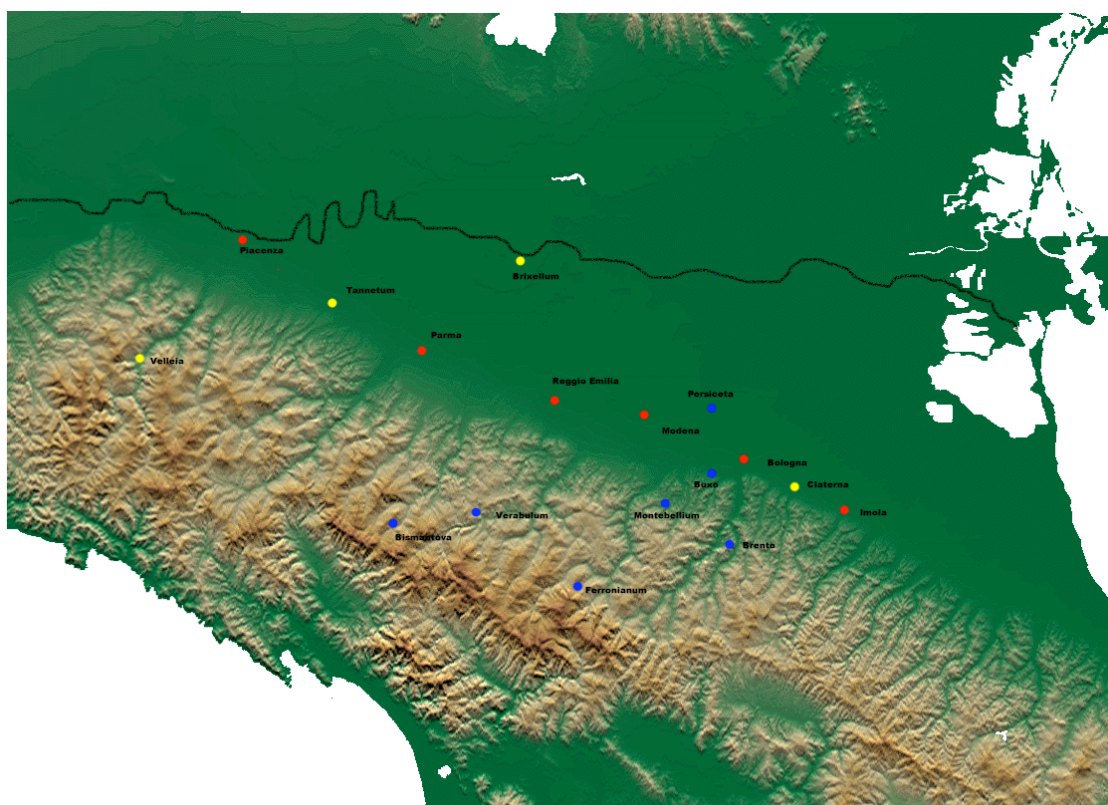 Piacenza
Brixellum
Tannetum
Parma
Velleia
Reggio Emilia
Persiceta
Modena
Bologna
Buxo
Claterna
Montebellium
Imola
Verabulum
Bismantova
Brento
Ferronianum